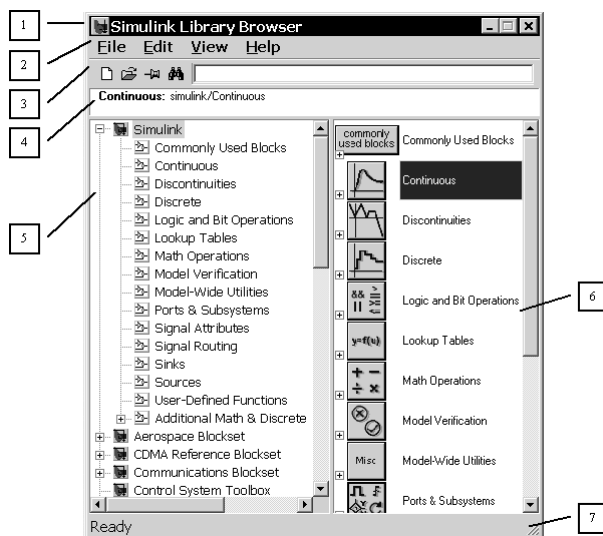 1
Simulink Library Browser
2
File Edit View Help
3
Continuous: simulink/Continuous
4
5
Simulink
Commonly Used Blocks
Continuous
Discontinuities
Discrete
Logic and Bit Operations
Lookup Tables
Math Operations
Model Verification
Model-Wide Utilities
Ports & Subsystems
Signal Attributes
Signal Routing
Sinks
Sources
User-Defined Functions
Additional Math & Discrete
Aerospace Blockset
CDMA Reference Blockset
Communications Blockset
Control System Toolbox
commonly
used blocks
Commonly Used Blocks
Continuous
Discontinuities
Discrete
&& >
|| >=
<=
Logic and Bit Operations
y=f(u)
Lookup Tables
+ −
÷ ×
Math Operations
Model Verification
Misc
Model-Wide Utilities
Ports & Subsystems
6
Ready
7